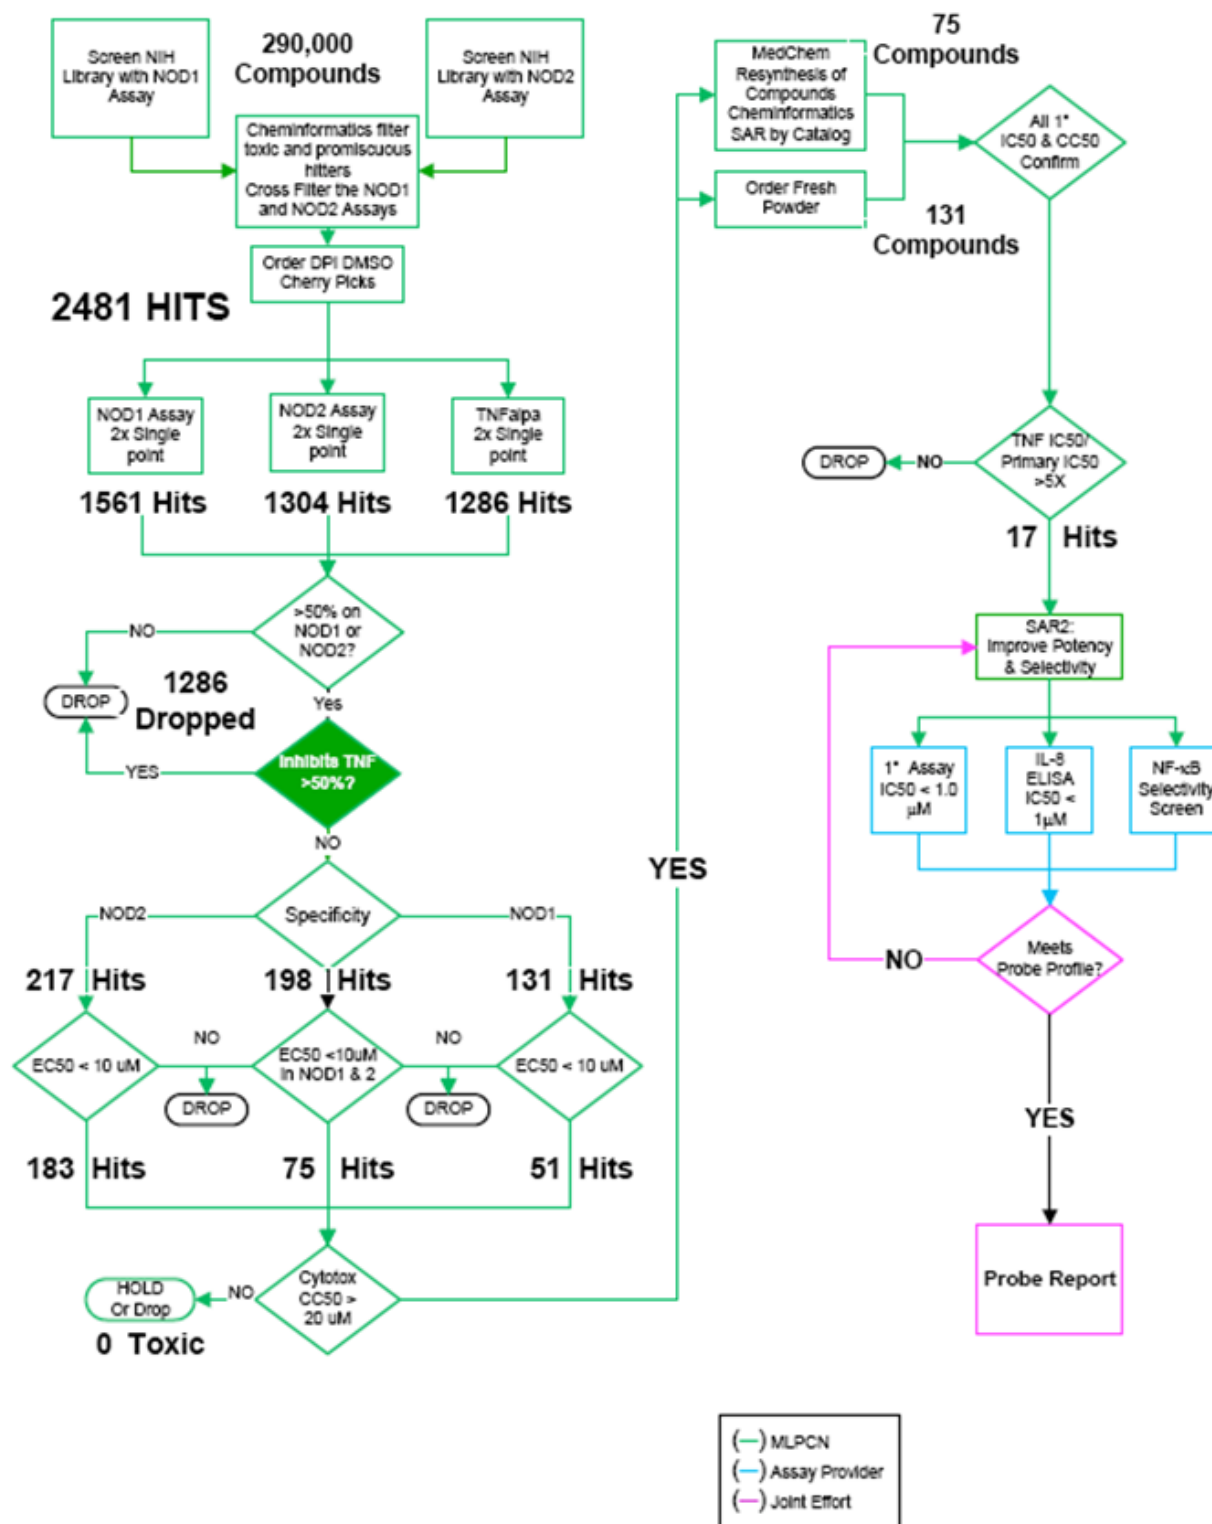 Screen NIH
Library with NOD1
Assay
290,000
Compounds
Screen NIH
Library with NOD2
Assay
Cheminformatics filter
toxic and promiscuous
hitters
Cross Filter the NOD1
and NOD2 Assays
Order DPI DMSO
Cherry Picks
2481 HITS
NOD1 Assay
2x Single
point
NOD2 Assay
2x Single
point
TNFalpa
2x Single
point
1561 Hits
1304 Hits
1286 Hits
>50% on
NOD1 or
NOD2?
NO
DROP
1286
Dropped
Yes
Inhibits TNF
>50%?
YES
NO
Specificity
NOD2
NOD1
217 Hits
198 Hits
131 Hits
EC50 < 10 uM
NO
EC50 <10uM
In NOD1 & 2
NO
EC50 < 10 uM
DROP
DROP
183 Hits
75 Hits
51 Hits
Cytotox
CC50 >
20 uM
NO
HOLD
Or Drop
0 Toxic
YES
MedChem
Resynthesis of
Compounds
Cheminformatics
SAR by Catalog
75
Compounds
Order Fresh
Powder
131
Compounds
All 1°
IC50 & CC50
Confirm
TNF IC50/
Primary IC50
>5X
NO
DROP
17 Hits
SAR2:
Improve Potency
& Selectivity
1° Assay
IC50 < 1.0
µM
IL-8
ELISA
IC50 <
1µM
NF-κB
Selectivity
Screen
Meets
Probe Profile?
NO
YES
Probe Report
(—) MLPCN
(—) Assay Provider
(—) Joint Effort